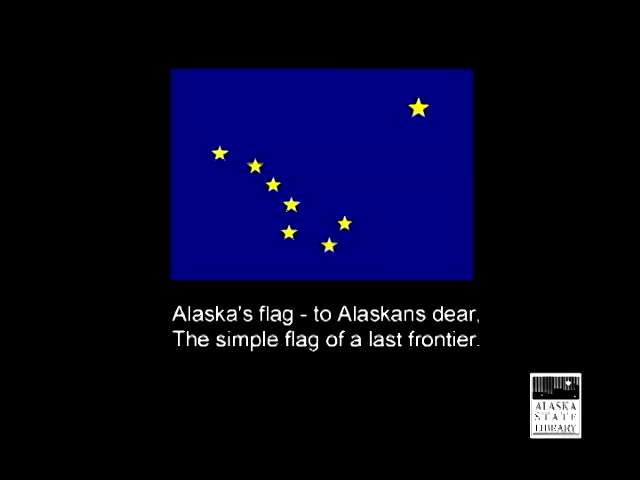 Alaska's flag - to Alaskans dear,
The simple flag of a last frontier.
ALASKA
STATE
LIBRARY